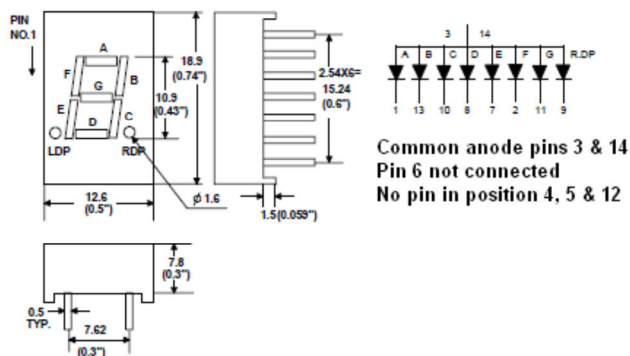 PIN
NO.1
A
F
B
G
E
C
D
LDP
RDP
18.9
(0.74")
10.9
(0.43")
12.6
(0.5")
ϕ 1.6
2.54X6=
15.24
(0.6")
1.5(0.059")
3 14
A B C D E F G R.DP
1 13 10 8 7 2 11 9
Common anode pins 3 & 14
Pin 6 not connected
No pin in position 4, 5 & 12
7.8
(0.3")
0.5
TYP.
7.62
(0.3")